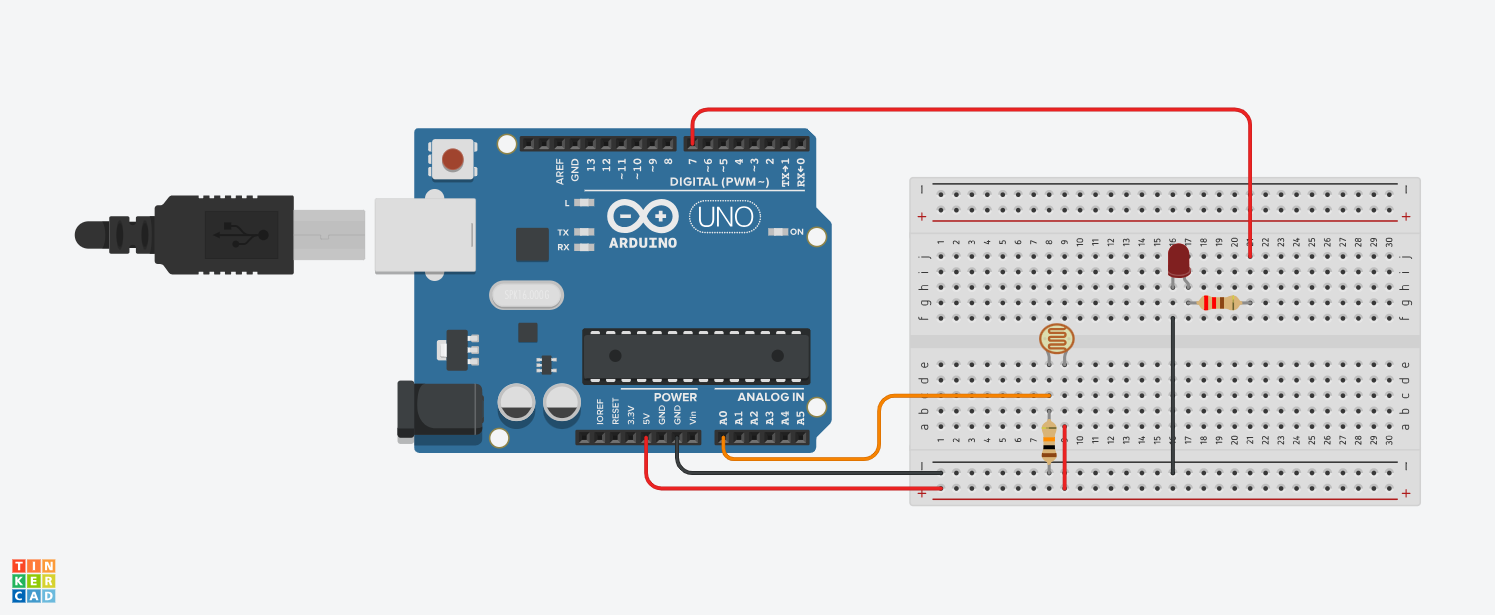 AREF
GND
13
12
~11
~10
~9
8
7
~6
~5
4
~3
2
TX→1
RX←0
DIGITAL (PWM~)
L
TX
RX
ARDUINO
UNO
ON
POWER
ANALOG IN
IOREF
RESET
3.3V
5V
GND
GND
Vin
A0
A1
A2
A3
A4
A5
− −
+ +
1 2 3 4 5 6 7 8 9 10 11 12 13 14 15 16 17 18 19 20 21 22 23 24 25 26 27 28 29 30
j j
i i
h h
g g
f f
e e
d d
c c
b b
a a
1 2 3 4 5 6 7 8 9 10 11 12 13 14 15 16 17 18 19 20 21 22 23 24 25 26 27 28 29 30
− −
+ +
TIN
KER
CAD